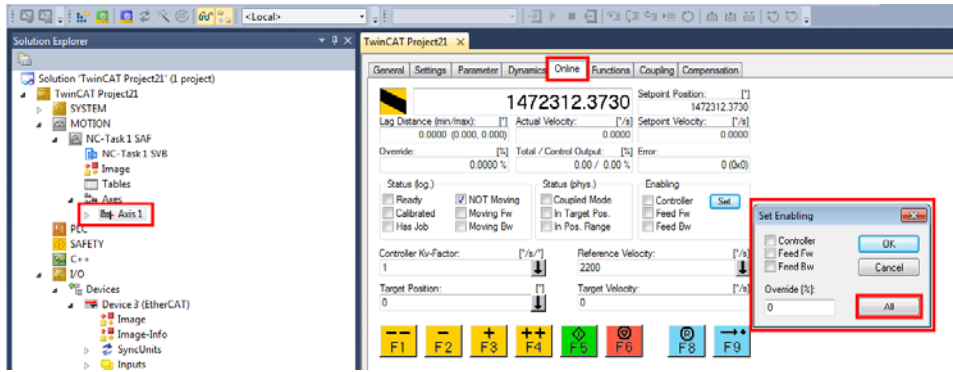 <Local>
Solution Explorer
TwinCAT Project21
Solution 'TwinCAT Project21' (1 project)
TwinCAT Project21
SYSTEM
MOTION
NC-Task 1 SAF
NC-Task 1 SVB
Image
Tables
Axes
Axis 1
PLC
SAFETY
C++
I/O
Devices
Device 3 (EtherCAT)
Image
Image-Info
SyncUnits
Inputs
General Settings Parameter Dynamics Online Functions Coupling Compensation
1472312.3730
Setpoint Position: [°]
1472312.3730
Lag Distance (min/max): [°] Actual Velocity: [°/s] Setpoint Velocity: [°/s]
0.0000 (0.000, 0.000) 0.0000 0.0000
Override: [%] Total / Control Output: [%] Error:
0.0000 % 0.00 / 0.00 % 0 (0x0)
Status (log.) Status (phys.) Enabling
Ready NOT Moving Coupled Mode Controller Set
Calibrated Moving Fw In Target Pos. Feed Fw
Has Job Moving Bw In Pos. Range Feed Bw
Controller Kv-Factor: [°/s/°] Reference Velocity: [°/s]
1 2200
Target Position: [°] Target Velocity: [°/s]
0 0
-- - + ++
F1 F2 F3 F4 F5 F6 F8 F9
Set Enabling
Controller OK
Feed Fw
Feed Bw Cancel
Override [%]:
0 All